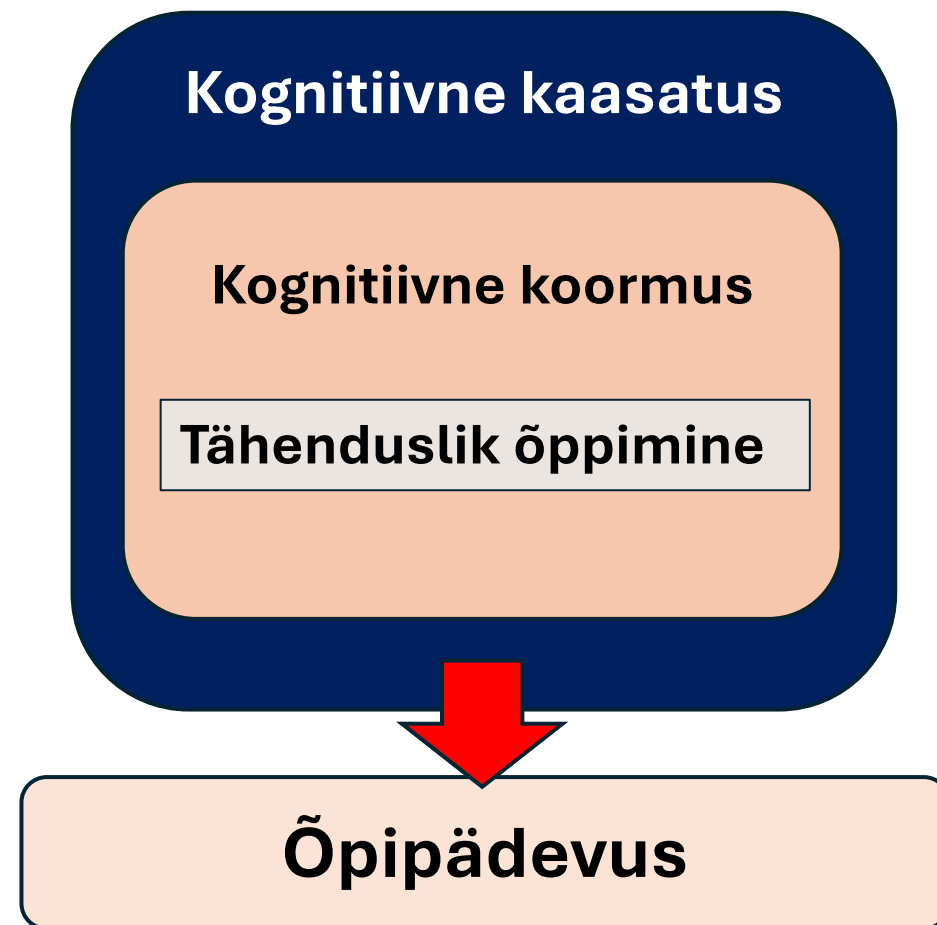 Kognitiivne kaasatus
Kognitiivne koormus
Tähenduslik õppimine
Õpipädevus